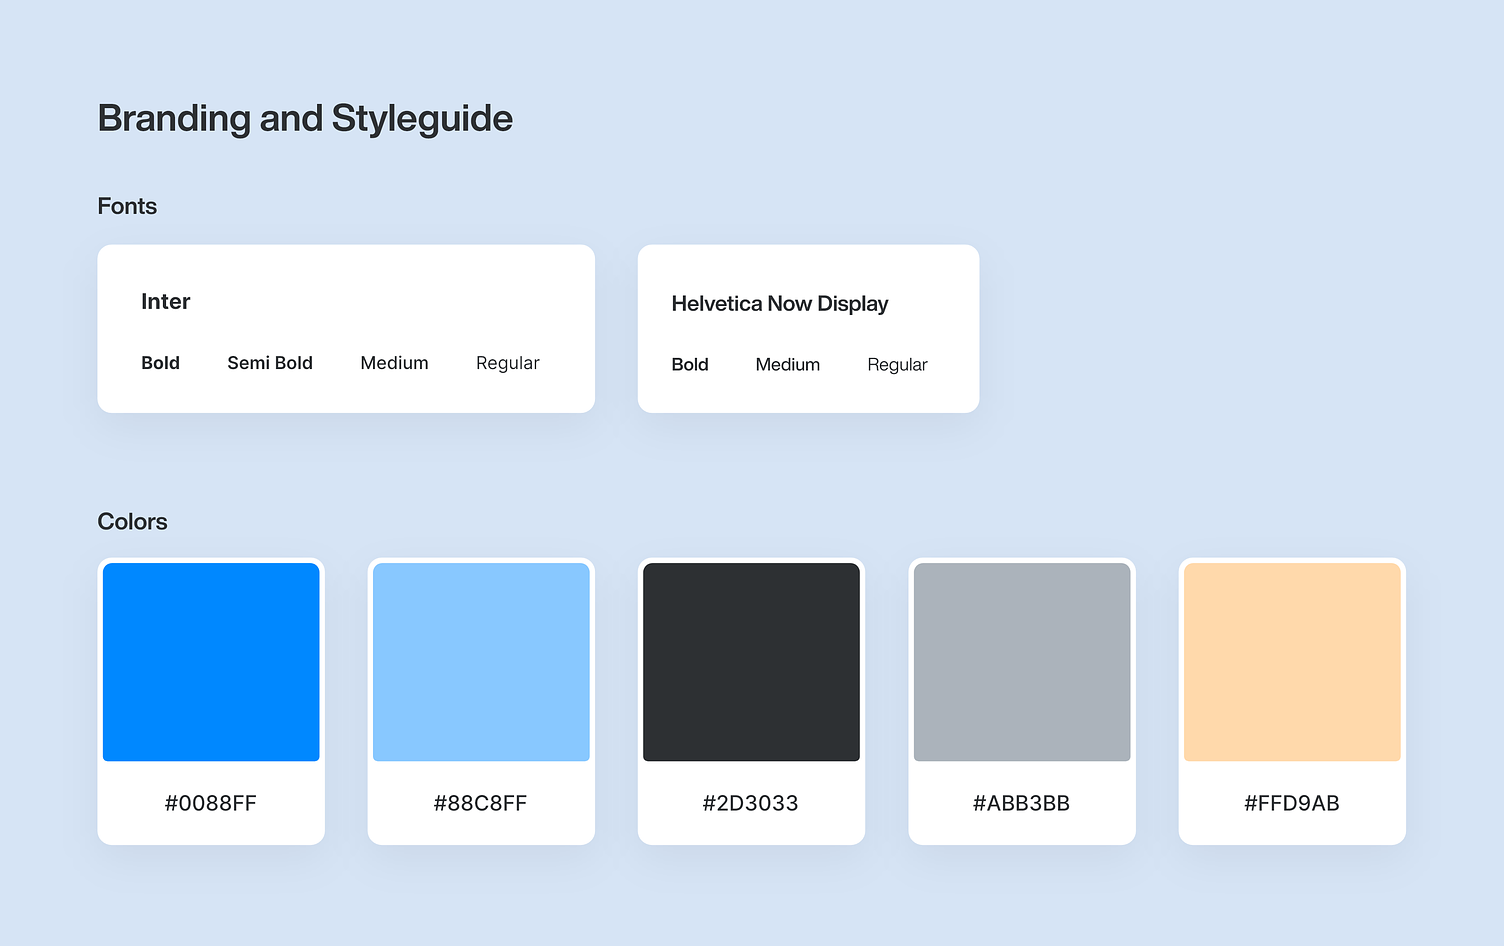 Branding and Styleguide
Fonts
Inter
Bold Semi Bold Medium Regular
Helvetica Now Display
Bold Medium Regular
Colors
#0088FF
#88C8FF
#2D3033
#ABB3BB
#FFD9AB